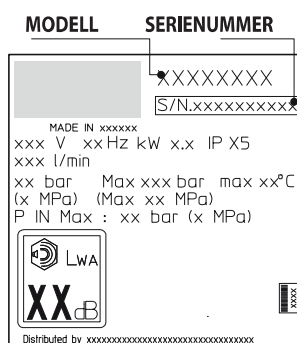 MODELL SERIENUMMER
XXXXXXXX
S/N.xxxxxxxxxx
MADE IN xxxxxx
xxx V xx Hz kW x.x IP X5
xxx l/min
xx bar Max xxx bar max xx°C
(x MPa) (Max xx MPa)
P IN Max : xx bar (x MPa)
LWA
XX dB
xxxx
Distributed by xxxxxxxxxxxxxxxxxxxxxxxxxxxxxxxxxx